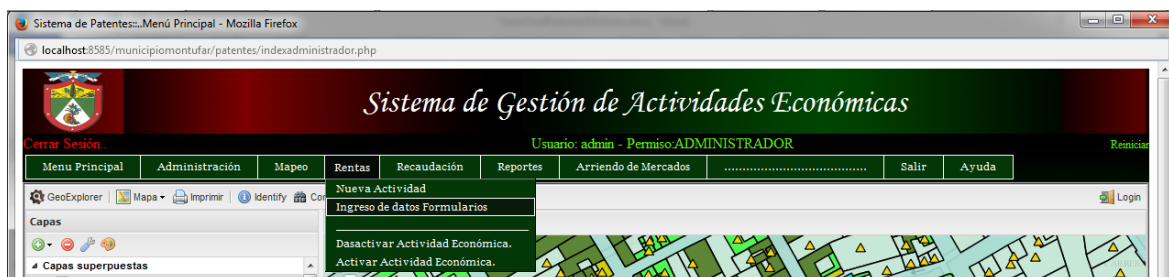 Sistema de Patentes::..Menú Principal - Mozilla Firefox
localhost:8585/municipiomontufar/patentes/indexadministrador.php
Sistema de Gestión de Actividades Económicas
Cerrar Sesión.. Usuario: admin - Permiso:ADMINISTRADOR Reiniciar
Menu Principal Administración Mapeo Rentas Recaudación Reportes Arriendo de Mercados ...................................... Salir Ayuda
GeoExplorer Mapa Imprimir Identify Login
Nueva Actividad
Ingreso de datos Formularios
Dasactivar Actividad Económica.
Activar Actividad Económica.
Capas
Capas superpuestas